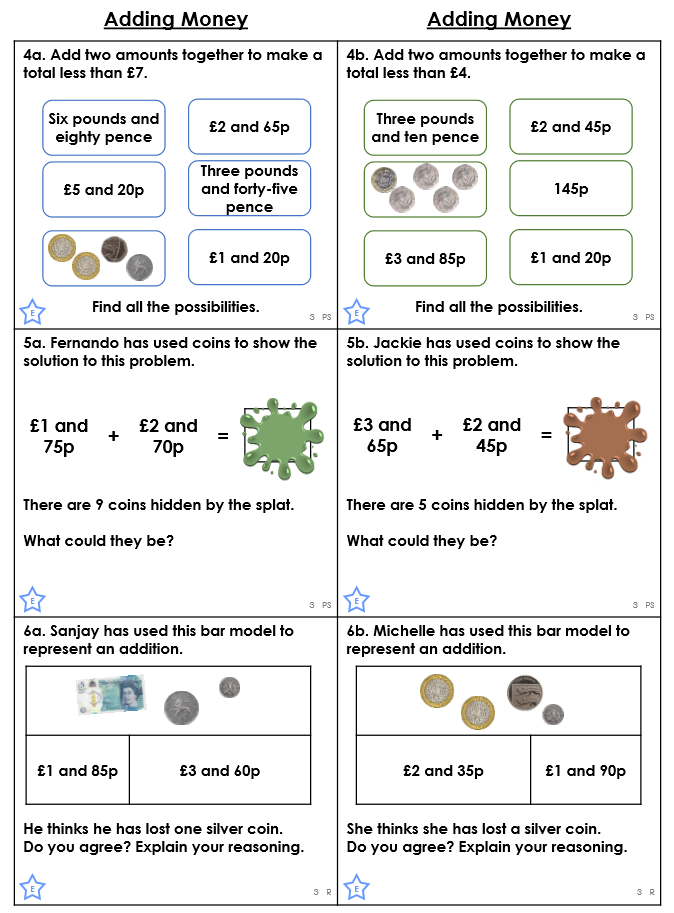 Adding Money
Adding Money
4a. Add two amounts together to make a
total less than £7.
Six pounds and
eighty pence
£2 and 65p
£5 and 20p
Three pounds
and forty-five
pence
£1 and 20p
Find all the possibilities.
E
3 PS
4b. Add two amounts together to make a
total less than £4.
Three pounds
and ten pence
£2 and 45p
145p
£3 and 85p
£1 and 20p
Find all the possibilities.
E
3 PS
5a. Fernando has used coins to show the
solution to this problem.
£1 and
75p
+
£2 and
70p
=
There are 9 coins hidden by the splat.
What could they be?
E
3 PS
5b. Jackie has used coins to show the
solution to this problem.
£3 and
65p
+
£2 and
45p
=
There are 5 coins hidden by the splat.
What could they be?
E
3 PS
6a. Sanjay has used this bar model to
represent an addition.
£1 and 85p
£3 and 60p
He thinks he has lost one silver coin.
Do you agree? Explain your reasoning.
E
3 R
6b. Michelle has used this bar model to
represent an addition.
£2 and 35p
£1 and 90p
She thinks she has lost a silver coin.
Do you agree? Explain your reasoning.
E
3 R